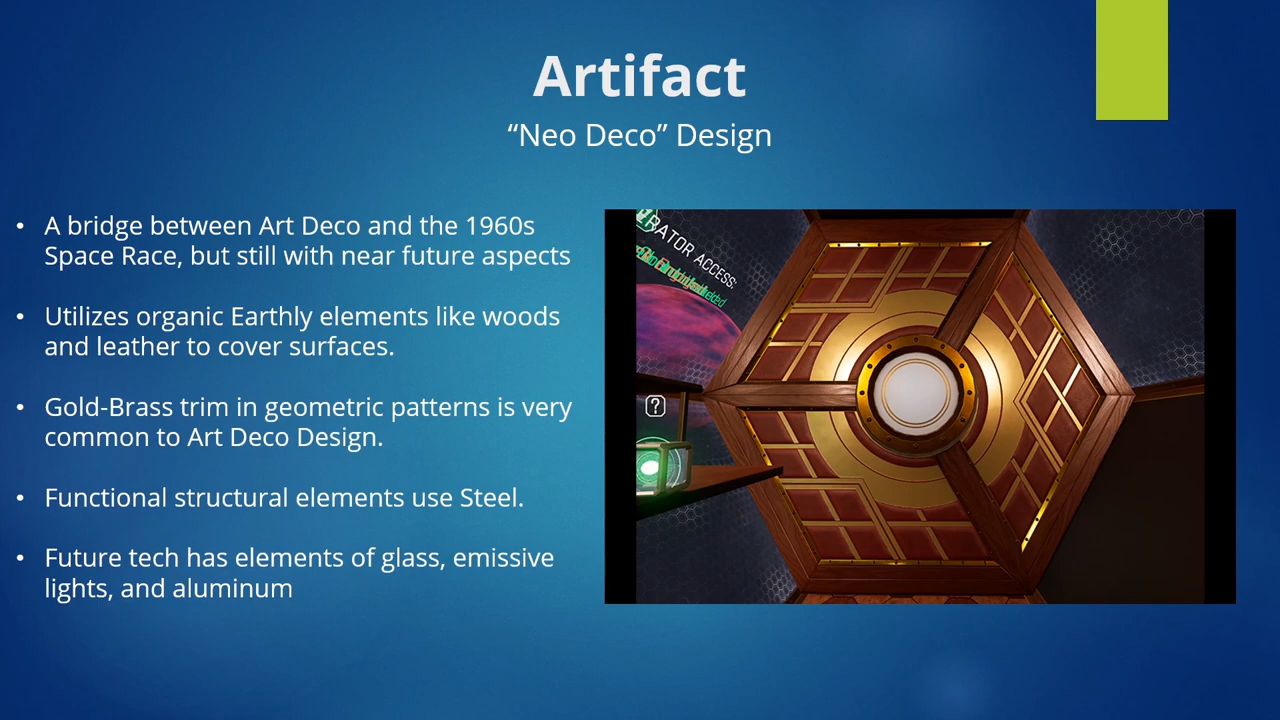 Artifact
“Neo Deco” Design
• A bridge between Art Deco and the 1960s
Space Race, but still with near future aspects
• Utilizes organic Earthly elements like woods
and leather to cover surfaces.
• Gold-Brass trim in geometric patterns is very
common to Art Deco Design.
• Functional structural elements use Steel.
• Future tech has elements of glass, emissive
lights, and aluminum
RATOR ACCESS:
?